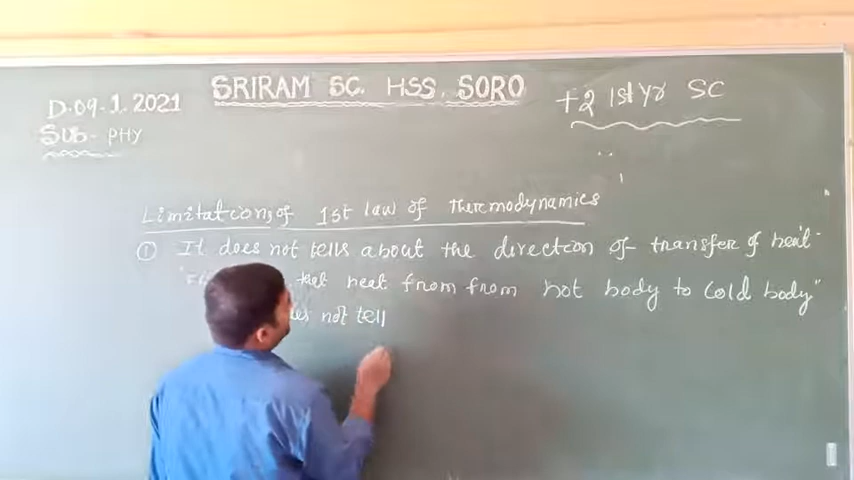 D.09.1.2021
SRIRAM SC. HSS. SORO
+2 1st Yr SC
SUB - PHY
Limitations of 1st law of Thermodynamics
① It does not tells about the direction of transfer of heat.
heat from from hot body to cold body"
not tell